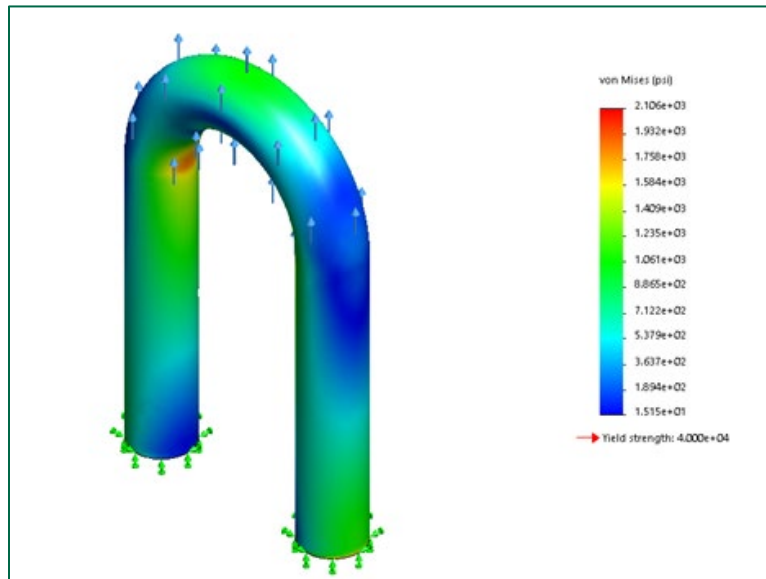 von Mises (psi)
2.106e+03
1.932e+03
1.758e+03
1.584e+03
1.409e+03
1.235e+03
1.061e+03
8.865e+02
7.122e+02
5.379e+02
3.637e+02
1.894e+02
1.515e+01
Yield strength: 4.000e+04